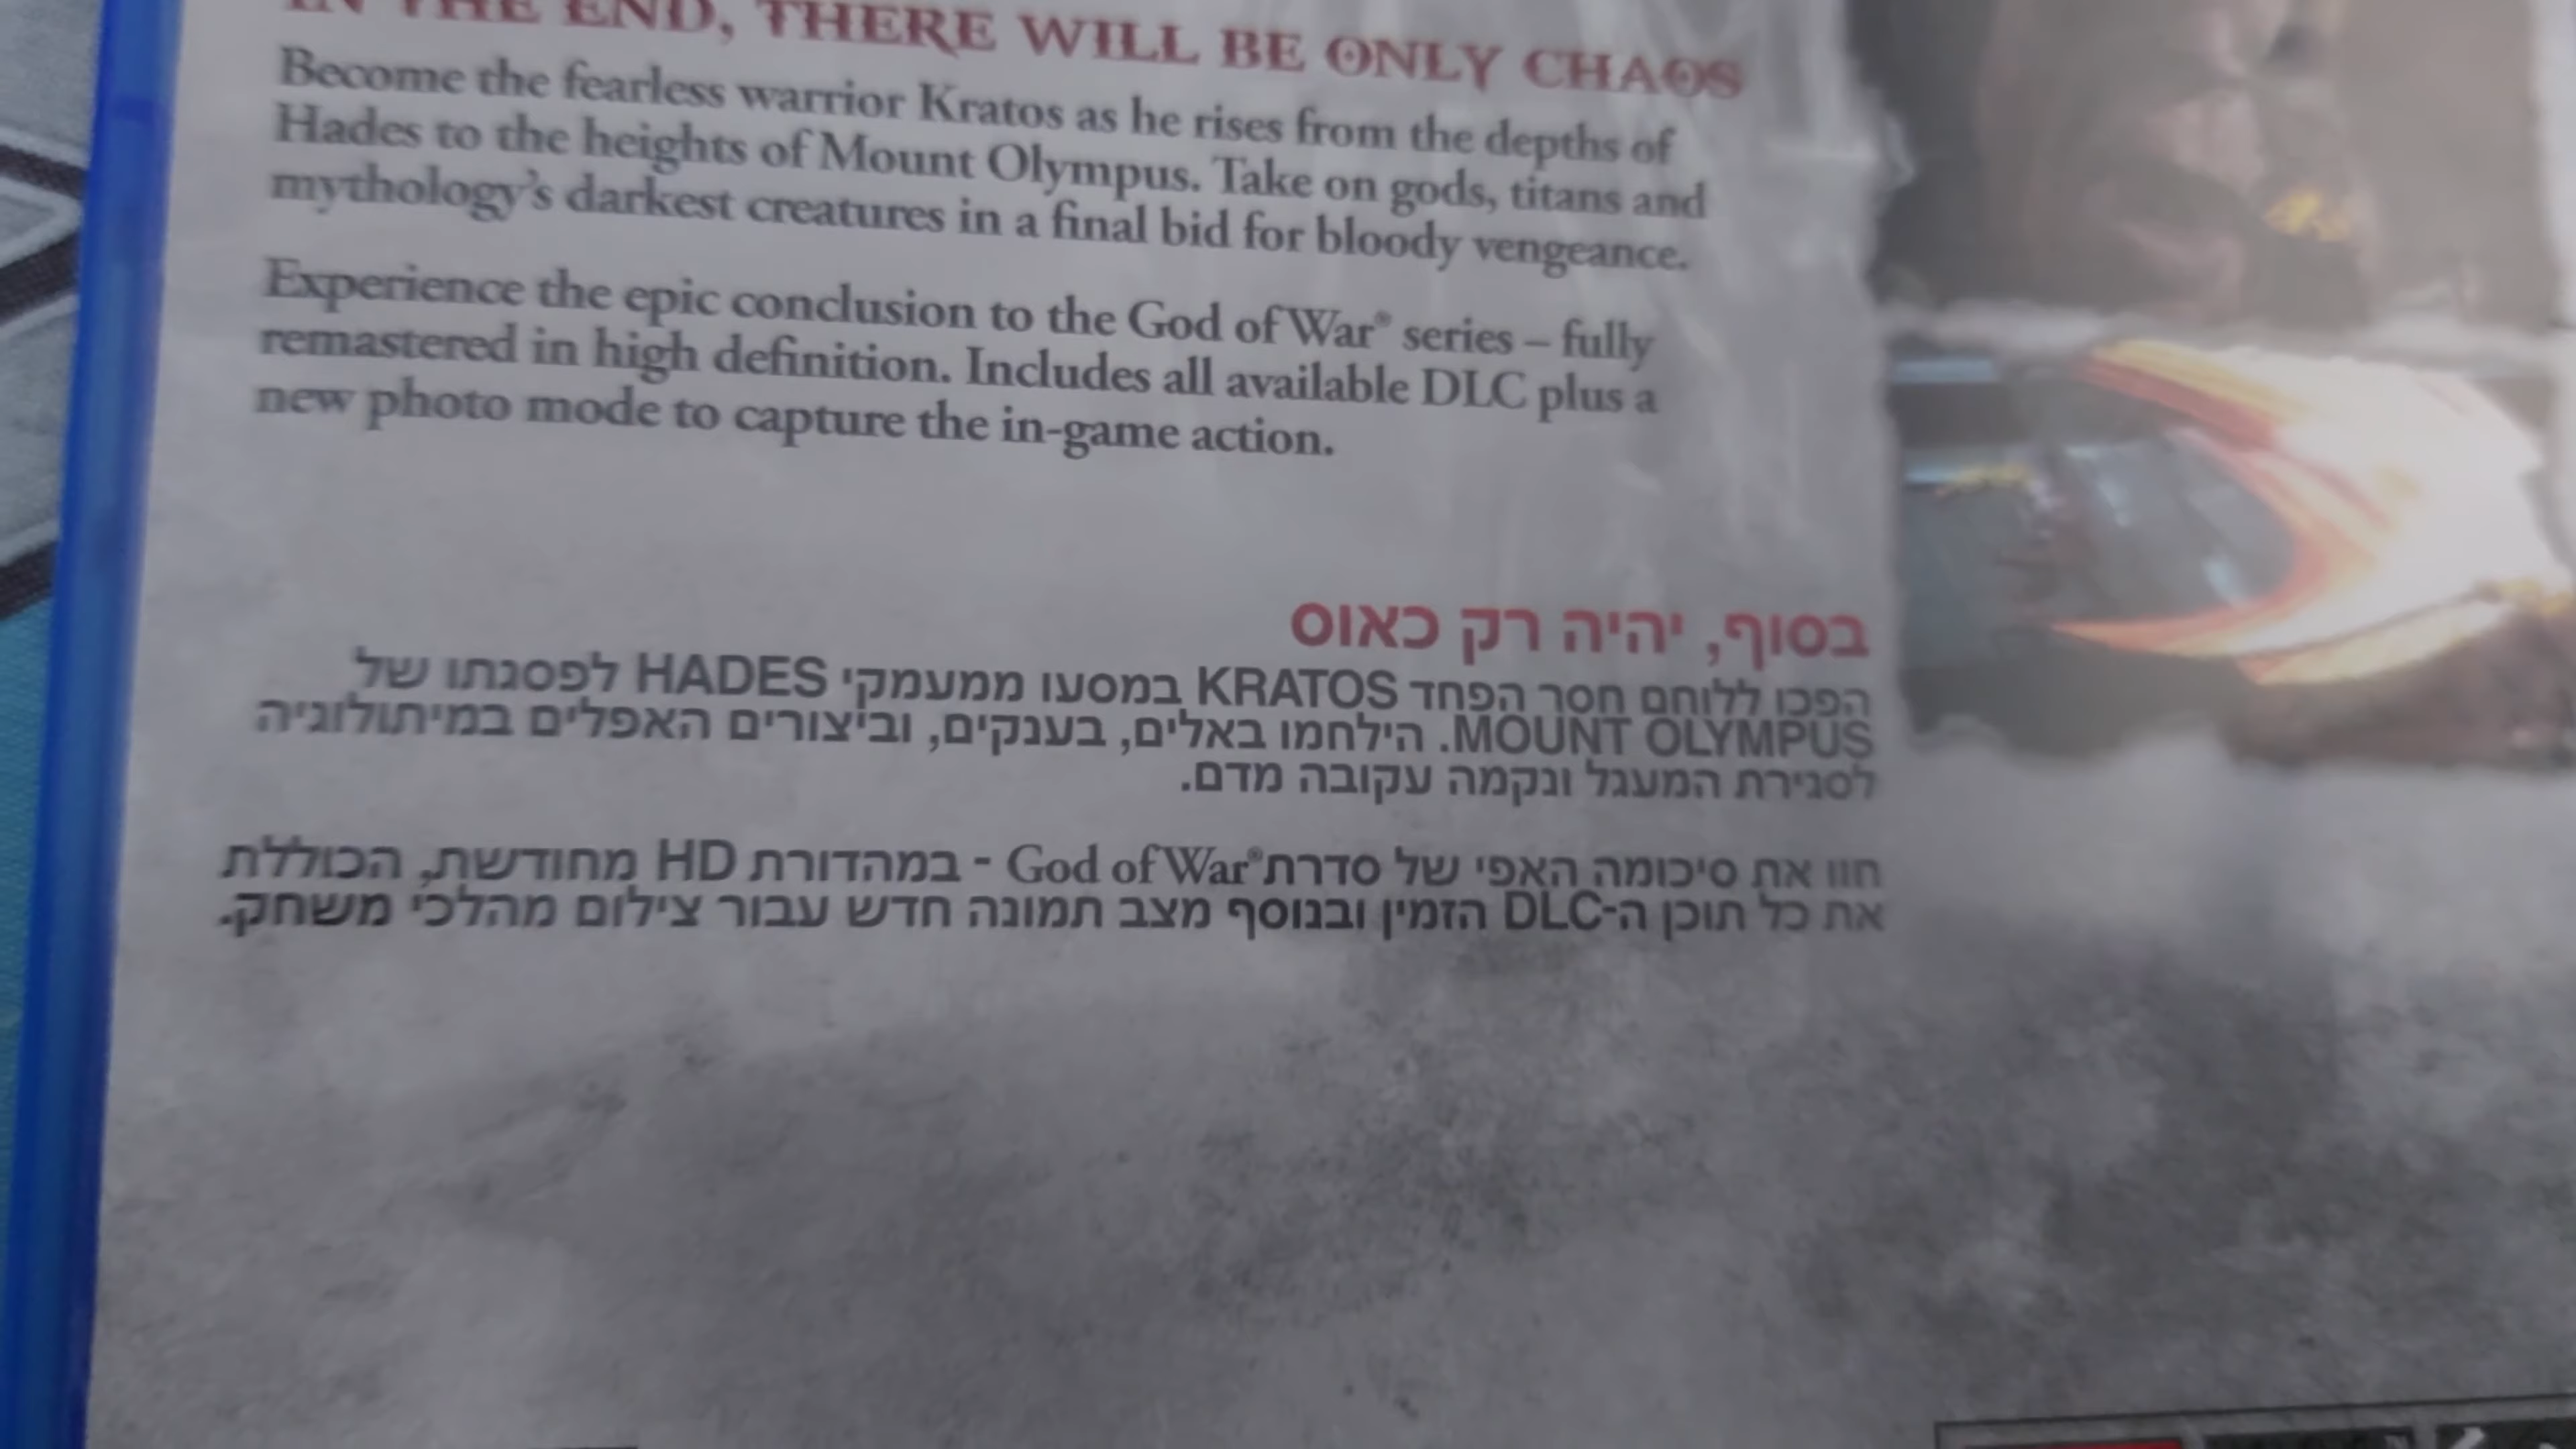 IN THE END, THERE WILL BE ONLY CHAOS
Become the fearless warrior Kratos as he rises from the depths of
Hades to the heights of Mount Olympus. Take on gods, titans and
mythology's darkest creatures in a final bid for bloody vengeance.
Experience the epic conclusion to the God of War® series – fully
remastered in high definition. Includes all available DLC plus a
new photo mode to capture the in-game action.
בסוף, יהיה רק כאוס
הפכו ללוחם חסר הפחד KRATOS במסעו ממעמקי HADES לפסגתו של
MOUNT OLYMPUS. הילחמו באלים, בענקים, וביצורים האפלים במיתולוגיה
לסגירת המעגל ונקמה עקובה מדם.
חוו את סיכומה האפי של סדרת God of War® - במהדורת HD מחודשת, הכוללת
את כל תוכן ה-DLC הזמין ובנוסף מצב תמונה חדש עבור צילום מהלכי משחק.